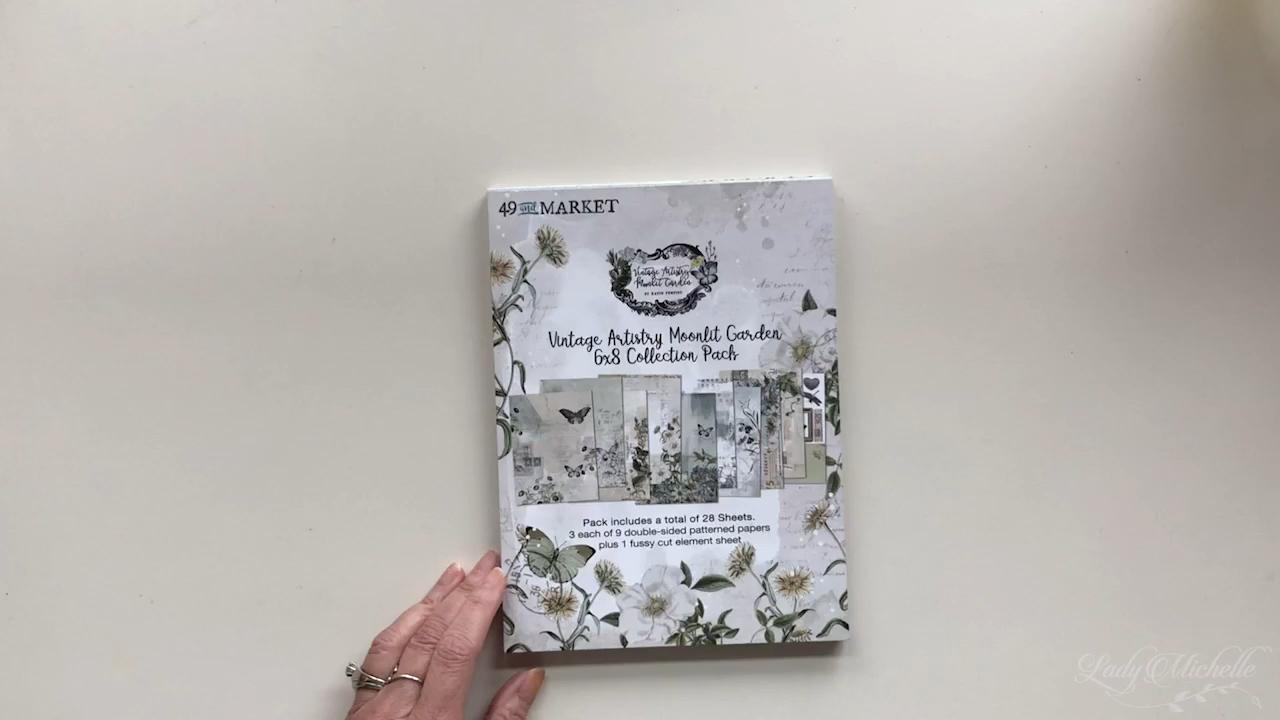 49 and MARKET
Vintage Artistry
Moonlit Garden
Vintage Artistry Moonlit Garden
6x8 Collection Pack
Pack includes a total of 28 Sheets.
3 each of 9 double-sided patterned papers
plus 1 fussy cut element sheet
Lady Michelle